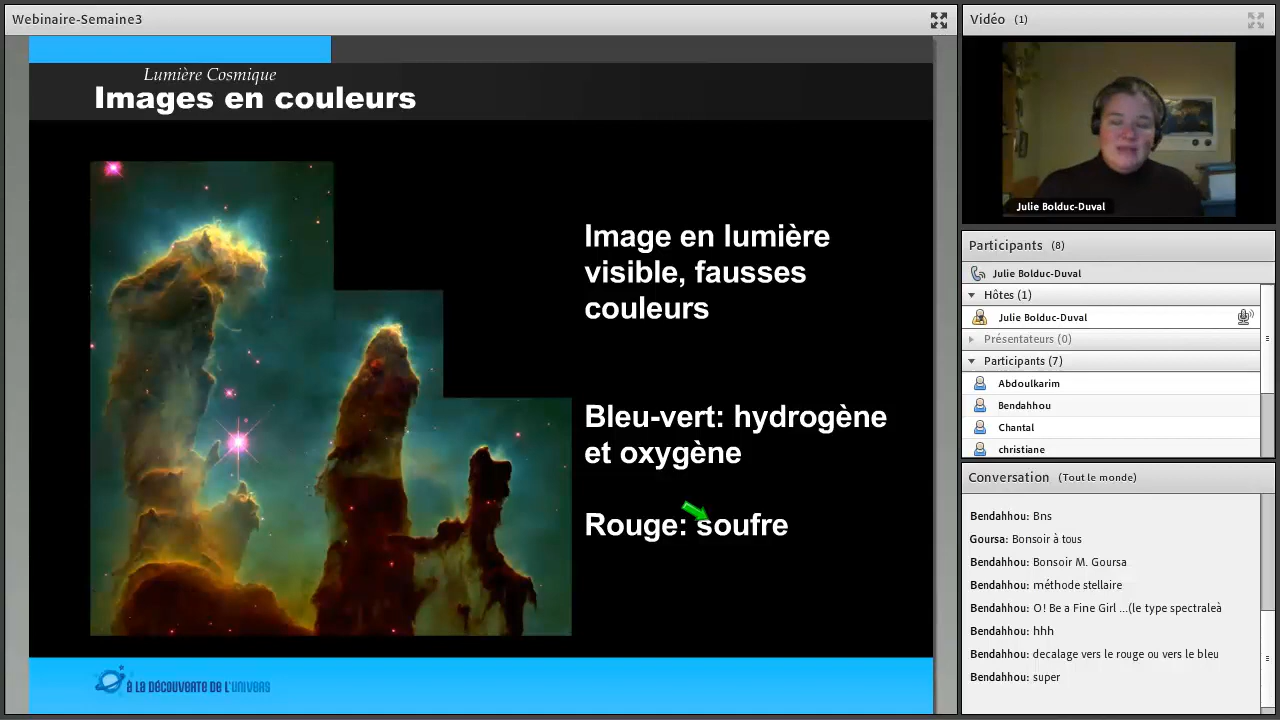 Webinaire-Semaine3
Lumière Cosmique
Images en couleurs
Image en lumière
visible, fausses
couleurs
Bleu-vert: hydrogène
et oxygène
Rouge: soufre
À LA DÉCOUVERTE DE L'UNIVERS
Vidéo (1)
Julie Bolduc-Duval
Participants (8)
Julie Bolduc-Duval
Hôtes (1)
Julie Bolduc-Duval
Présentateurs (0)
Participants (7)
Abdoulkarim
Bendahhou
Chantal
christiane
Conversation (Tout le monde)
Bendahhou: Bns
Goursa: Bonsoir à tous
Bendahhou: Bonsoir M. Goursa
Bendahhou: méthode stellaire
Bendahhou: O! Be a Fine Girl ...(le type spectraleà
Bendahhou: hhh
Bendahhou: decalage vers le rouge ou vers le bleu
Bendahhou: super